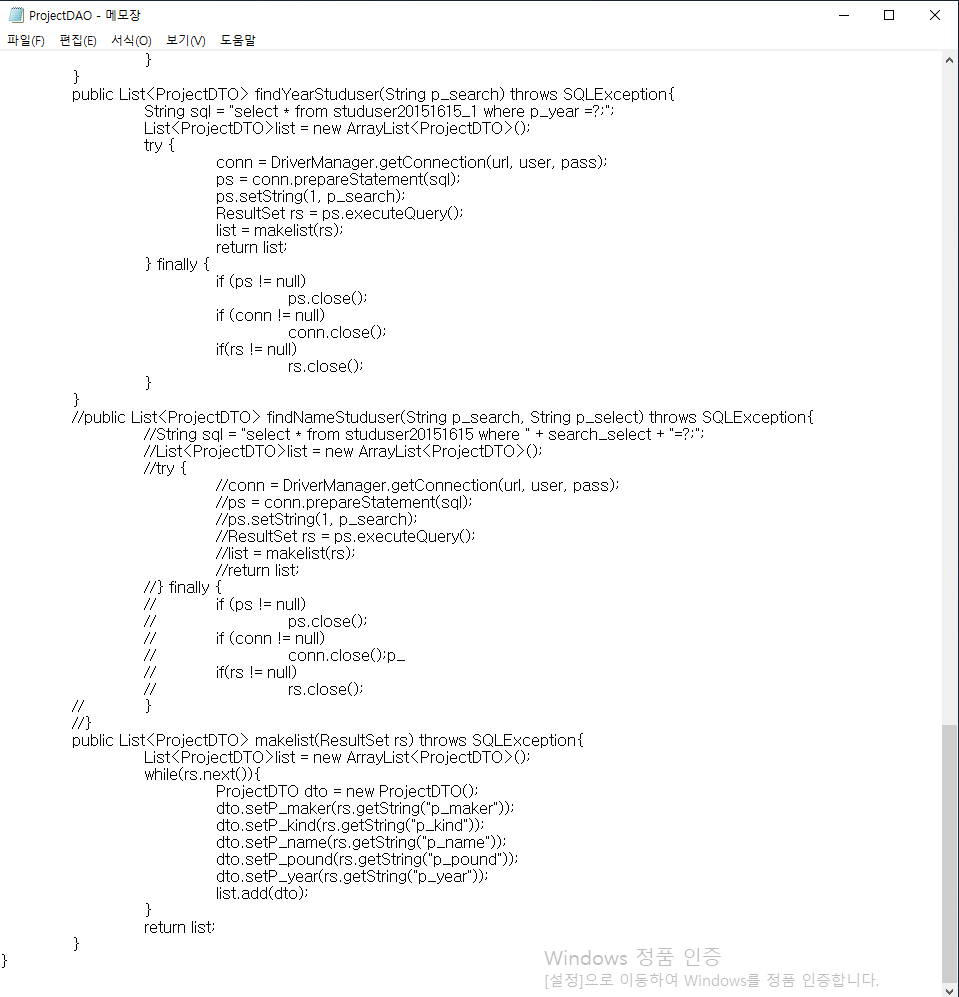 ProjectDAO - 메모장
파일(F) 편집(E) 서식(O) 보기(V) 도움말
}
}
public List<ProjectDTO> findYearStuduser(String p_search) throws SQLException{
String sql = "select * from studuser20151615_1 where p_year =?;";
List<ProjectDTO>list = new ArrayList<ProjectDTO>();
try {
conn = DriverManager.getConnection(url, user, pass);
ps = conn.prepareStatement(sql);
ps.setString(1, p_search);
ResultSet rs = ps.executeQuery();
list = makelist(rs);
return list;
} finally {
if (ps != null)
ps.close();
if (conn != null)
conn.close();
if(rs != null)
rs.close();
}
}
//public List<ProjectDTO> findNameStuduser(String p_search, String p_select) throws SQLException{
//String sql = "select * from studuser20151615 where " + search_select + "=?;";
//List<ProjectDTO>list = new ArrayList<ProjectDTO>();
//try {
//conn = DriverManager.getConnection(url, user, pass);
//ps = conn.prepareStatement(sql);
//ps.setString(1, p_search);
//ResultSet rs = ps.executeQuery();
//list = makelist(rs);
//return list;
//} finally {
// if (ps != null)
// ps.close();
// if (conn != null)
// conn.close();p_
// if(rs != null)
// rs.close();
// }
//}
public List<ProjectDTO> makelist(ResultSet rs) throws SQLException{
List<ProjectDTO>list = new ArrayList<ProjectDTO>();
while(rs.next()){
ProjectDTO dto = new ProjectDTO();
dto.setP_maker(rs.getString("p_maker"));
dto.setP_kind(rs.getString("p_kind"));
dto.setP_name(rs.getString("p_name"));
dto.setP_pound(rs.getString("p_pound"));
dto.setP_year(rs.getString("p_year"));
list.add(dto);
}
return list;
}
}
Windows 정품 인증
[설정]으로 이동하여 Windows를 정품 인증합니다.